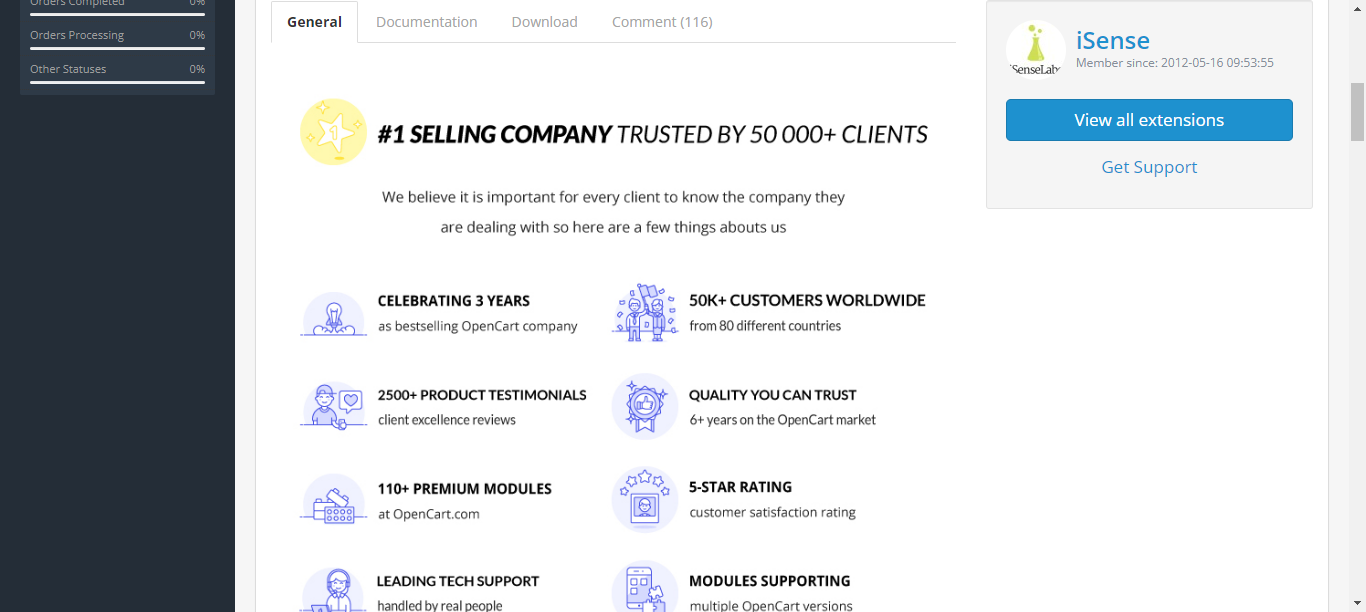 Orders Completed 0%
Orders Processing 0%
Other Statuses 0%
General Documentation Download Comment (116)
#1 SELLING COMPANY TRUSTED BY 50 000+ CLIENTS
We believe it is important for every client to know the company they
are dealing with so here are a few things abouts us
CELEBRATING 3 YEARS
as bestselling OpenCart company
50K+ CUSTOMERS WORLDWIDE
from 80 different countries
2500+ PRODUCT TESTIMONIALS
client excellence reviews
QUALITY YOU CAN TRUST
6+ years on the OpenCart market
110+ PREMIUM MODULES
at OpenCart.com
5-STAR RATING
customer satisfaction rating
LEADING TECH SUPPORT
handled by real people
MODULES SUPPORTING
multiple OpenCart versions
iSenseLab
iSense
Member since: 2012-05-16 09:53:55
View all extensions
Get Support